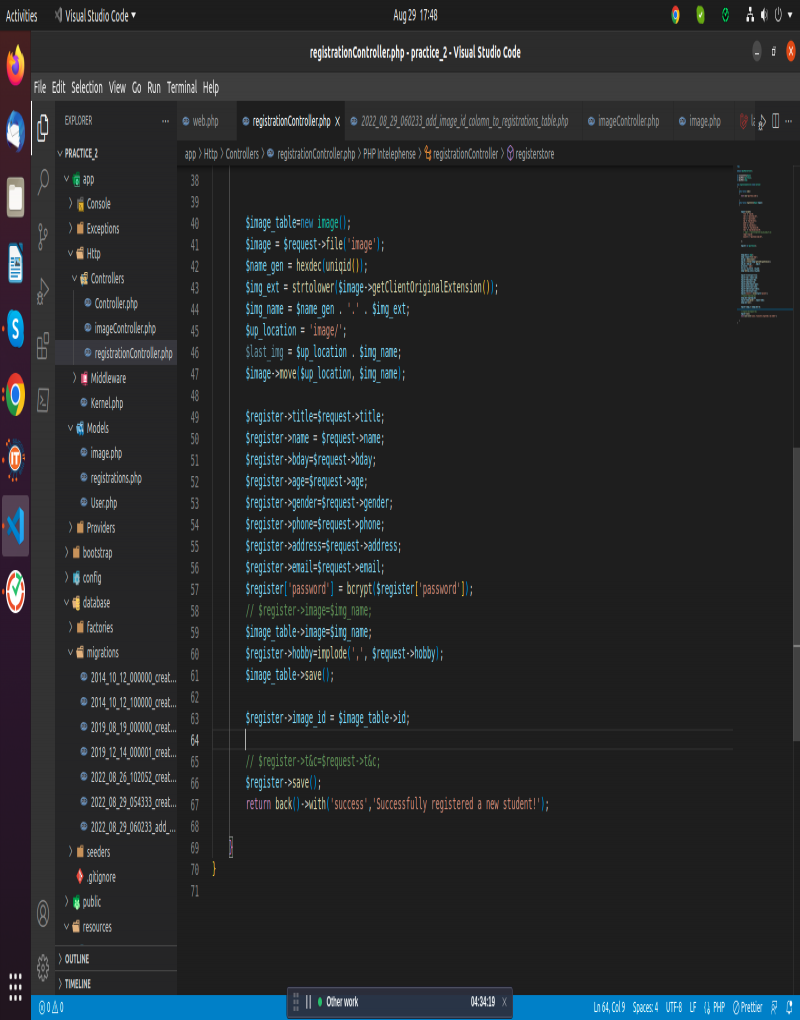 Activities
Visual Studio Code
Aug 29 17:48
registrationController.php - practice_2 - Visual Studio Code
File Edit Selection View Go Run Terminal Help
EXPLORER
web.php
registrationController.php
2022_08_29_060233_add_image_id_colamn_to_registrations_table.php
imageController.php
image.php
app > Http > Controllers > registrationController.php > PHP Intelephense > registrationController > registerstore
PRACTICE_2
app
Console
Exceptions
Http
Controllers
Controller.php
imageController.php
registrationController.php
Middleware
Kernel.php
Models
image.php
registrations.php
User.php
Providers
bootstrap
config
database
factories
migrations
2014_10_12_000000_creat...
2014_10_12_100000_creat...
2019_08_19_000000_creat...
2019_12_14_000001_creat...
2022_08_26_102052_creat...
2022_08_29_054333_creat...
2022_08_29_060233_add_...
seeders
.gitignore
public
resources
OUTLINE
TIMELINE
38
39
40 $image_table=new image();
41 $image = $request->file('image');
42 $name_gen = hexdec(uniqid());
43 $img_ext = strtolower($image->getClientOriginalExtension());
44 $img_name = $name_gen . '.' . $img_ext;
45 $up_location = 'image/';
46 $last_img = $up_location . $img_name;
47 $image->move($up_location, $img_name);
48
49 $register->title=$request->title;
50 $register->name = $request->name;
51 $register->bday=$request->bday;
52 $register->age=$request->age;
53 $register->gender=$request->gender;
54 $register->phone=$request->phone;
55 $register->address=$request->address;
56 $register->email=$request->email;
57 $register['password'] = bcrypt($register['password']);
58 // $register->image=$img_name;
59 $image_table->image=$img_name;
60 $register->hobby=implode(',', $request->hobby);
61 $image_table->save();
62
63 $register->image_id = $image_table->id;
64
65 // $register->t&c=$request->t&c;
66 $register->save();
67 return back()->with('success','Successfully registered a new student!');
68
69 }
70 }
71
Other work 04:34:19
0 0
Ln 64, Col 9 Spaces: 4 UTF-8 LF PHP Prettier